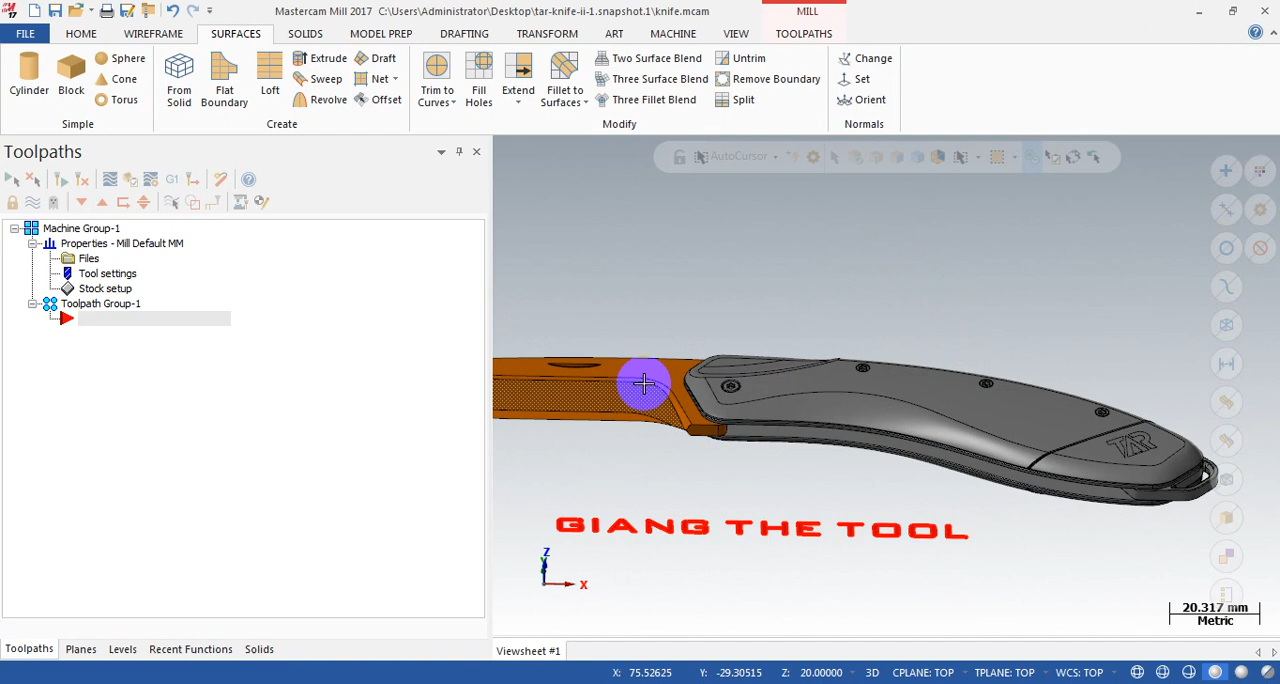 Mastercam Mill 2017 C:\Users\Administrator\Desktop\tar-knife-ii-1.snapshot.1\knife.mcam
MILL
FILE HOME WIREFRAME SURFACES SOLIDS MODEL PREP DRAFTING TRANSFORM ART MACHINE VIEW TOOLPATHS
Cylinder Block Sphere Cone Torus
Simple
From Solid Flat Boundary Loft Extrude Sweep Revolve Draft Net Offset
Create
Trim to Curves Fill Holes Extend Fillet to Surfaces Two Surface Blend Three Surface Blend Three Fillet Blend Untrim Remove Boundary Split
Modify
Change Set Orient
Normals
Toolpaths
AutoCursor
G1
Machine Group-1
Properties - Mill Default MM
Files
Tool settings
Stock setup
Toolpath Group-1
TAR
GIANG THE TOOL
Z
Y
X
20.317 mm
Metric
Toolpaths Planes Levels Recent Functions Solids
Viewsheet #1
X: 75.52625 Y: -29.30515 Z: 20.00000 3D CPLANE: TOP TPLANE: TOP WCS: TOP